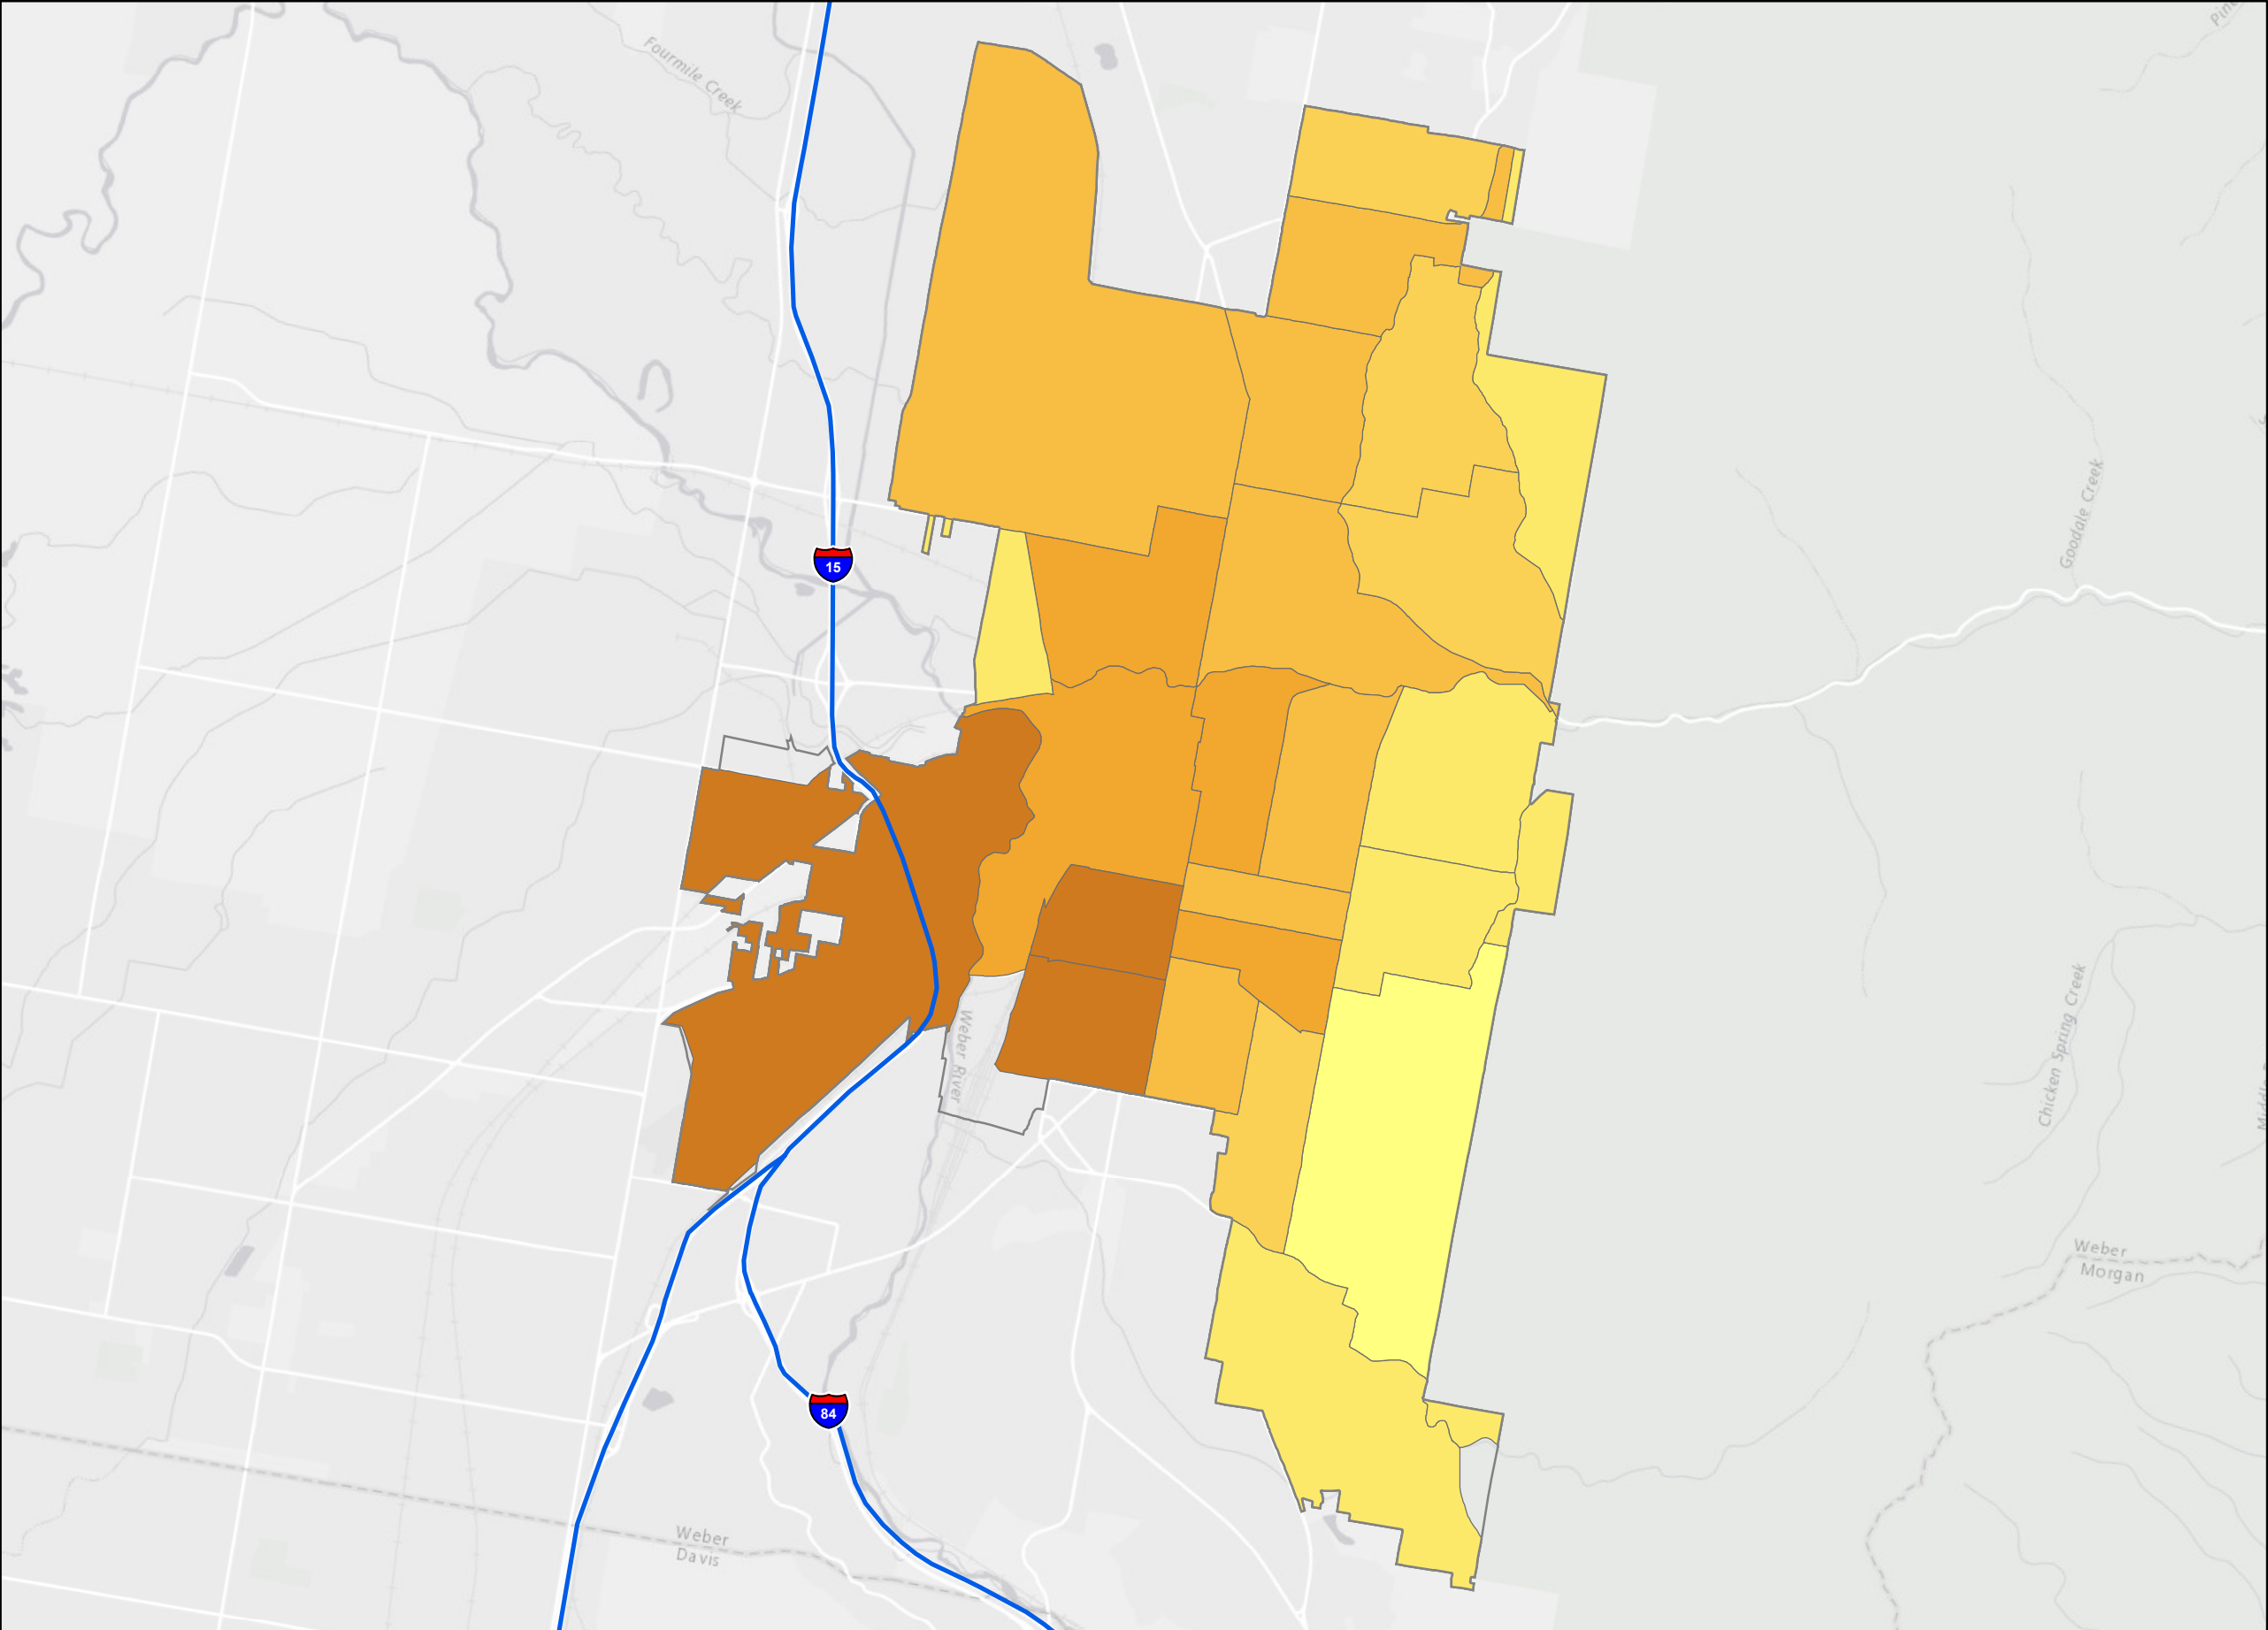 Fourmile Creek
15
Goodale Creek
Chicken Spring Creek
Weber River
Weber
Morgan
84
Weber
Davis